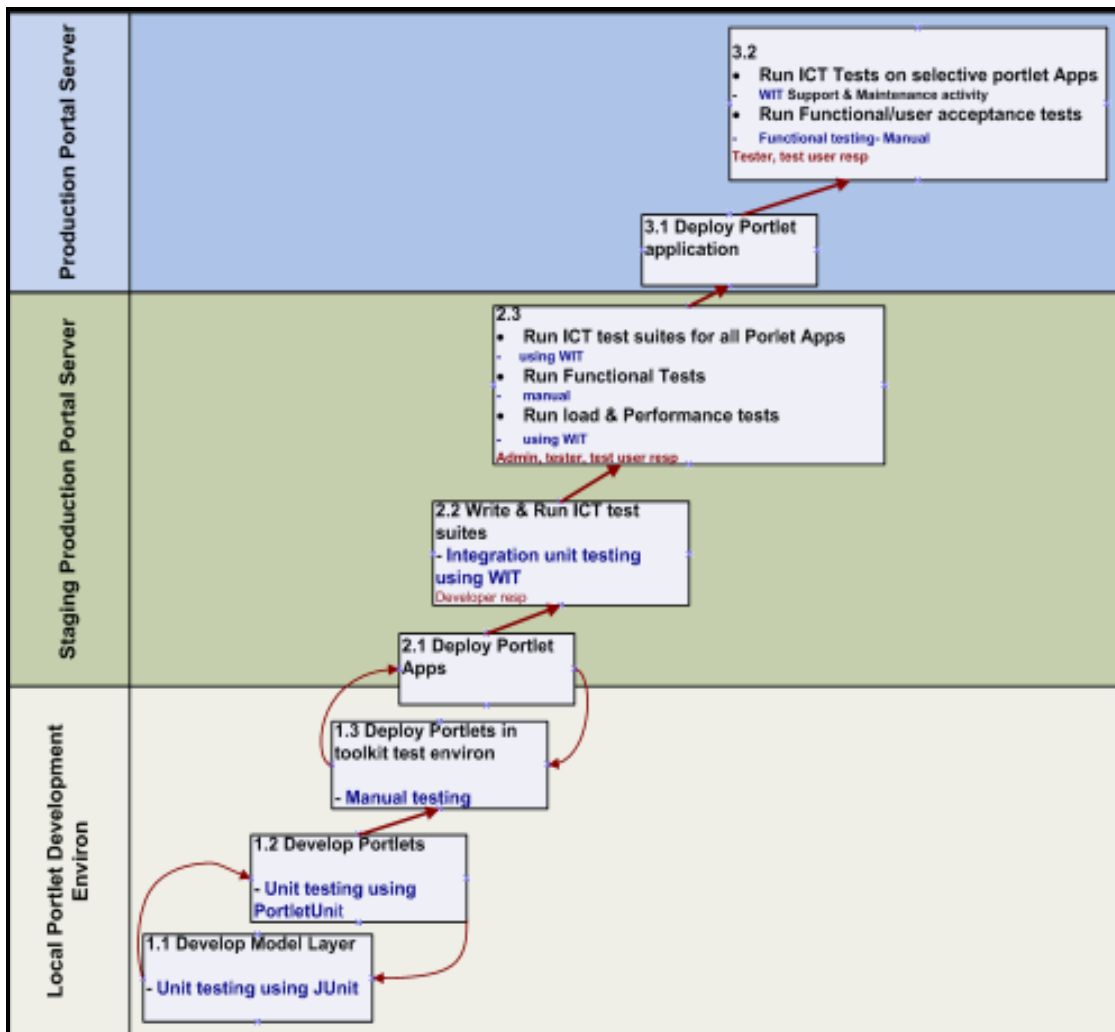 Production Portal Server
3.2
• Run ICT Tests on selective portlet Apps
- WIT Support & Maintenance activity
• Run Functional/user acceptance tests
- Functional testing- Manual
Tester, test user resp
3.1 Deploy Portlet
application
Staging Production Portal Server
2.3
• Run ICT test suites for all Porlet Apps
- using WIT
• Run Functional Tests
- manual
• Run load & Performance tests
- using WIT
Admin, tester, test user resp
2.2 Write & Run ICT test
suites
- Integration unit testing
using WIT
Developer resp
2.1 Deploy Portlet
Apps
Local Portlet Development
Environ
1.3 Deploy Portlets in
toolkit test environ
- Manual testing
1.2 Develop Portlets
- Unit testing using
PortletUnit
1.1 Develop Model Layer
- Unit testing using JUnit